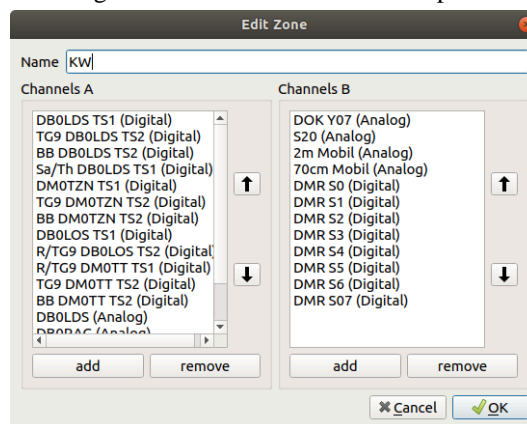 Edit Zone
Name KW
Channels A
DB0LDS TS1 (Digital)
TG9 DB0LDS TS2 (Digital)
BB DB0LDS TS2 (Digital)
Sa/Th DB0LDS TS1 (Digital)
DM0TZN TS1 (Digital)
TG9 DM0TZN TS1 (Digital)
BB DM0TZN TS2 (Digital)
DB0LOS TS1 (Digital)
R/TG9 DB0LOS TS2 (Digital)
R/TG9 DM0TT TS1 (Digital)
TG9 DM0TT TS2 (Digital)
BB DM0TT TS2 (Digital)
DB0LDS (Analog)
add remove
Channels B
DOK Y07 (Analog)
S20 (Analog)
2m Mobil (Analog)
70cm Mobil (Analog)
DMR S0 (Digital)
DMR S1 (Digital)
DMR S2 (Digital)
DMR S3 (Digital)
DMR S4 (Digital)
DMR S5 (Digital)
DMR S6 (Digital)
DMR S07 (Digital)
add remove
Cancel OK